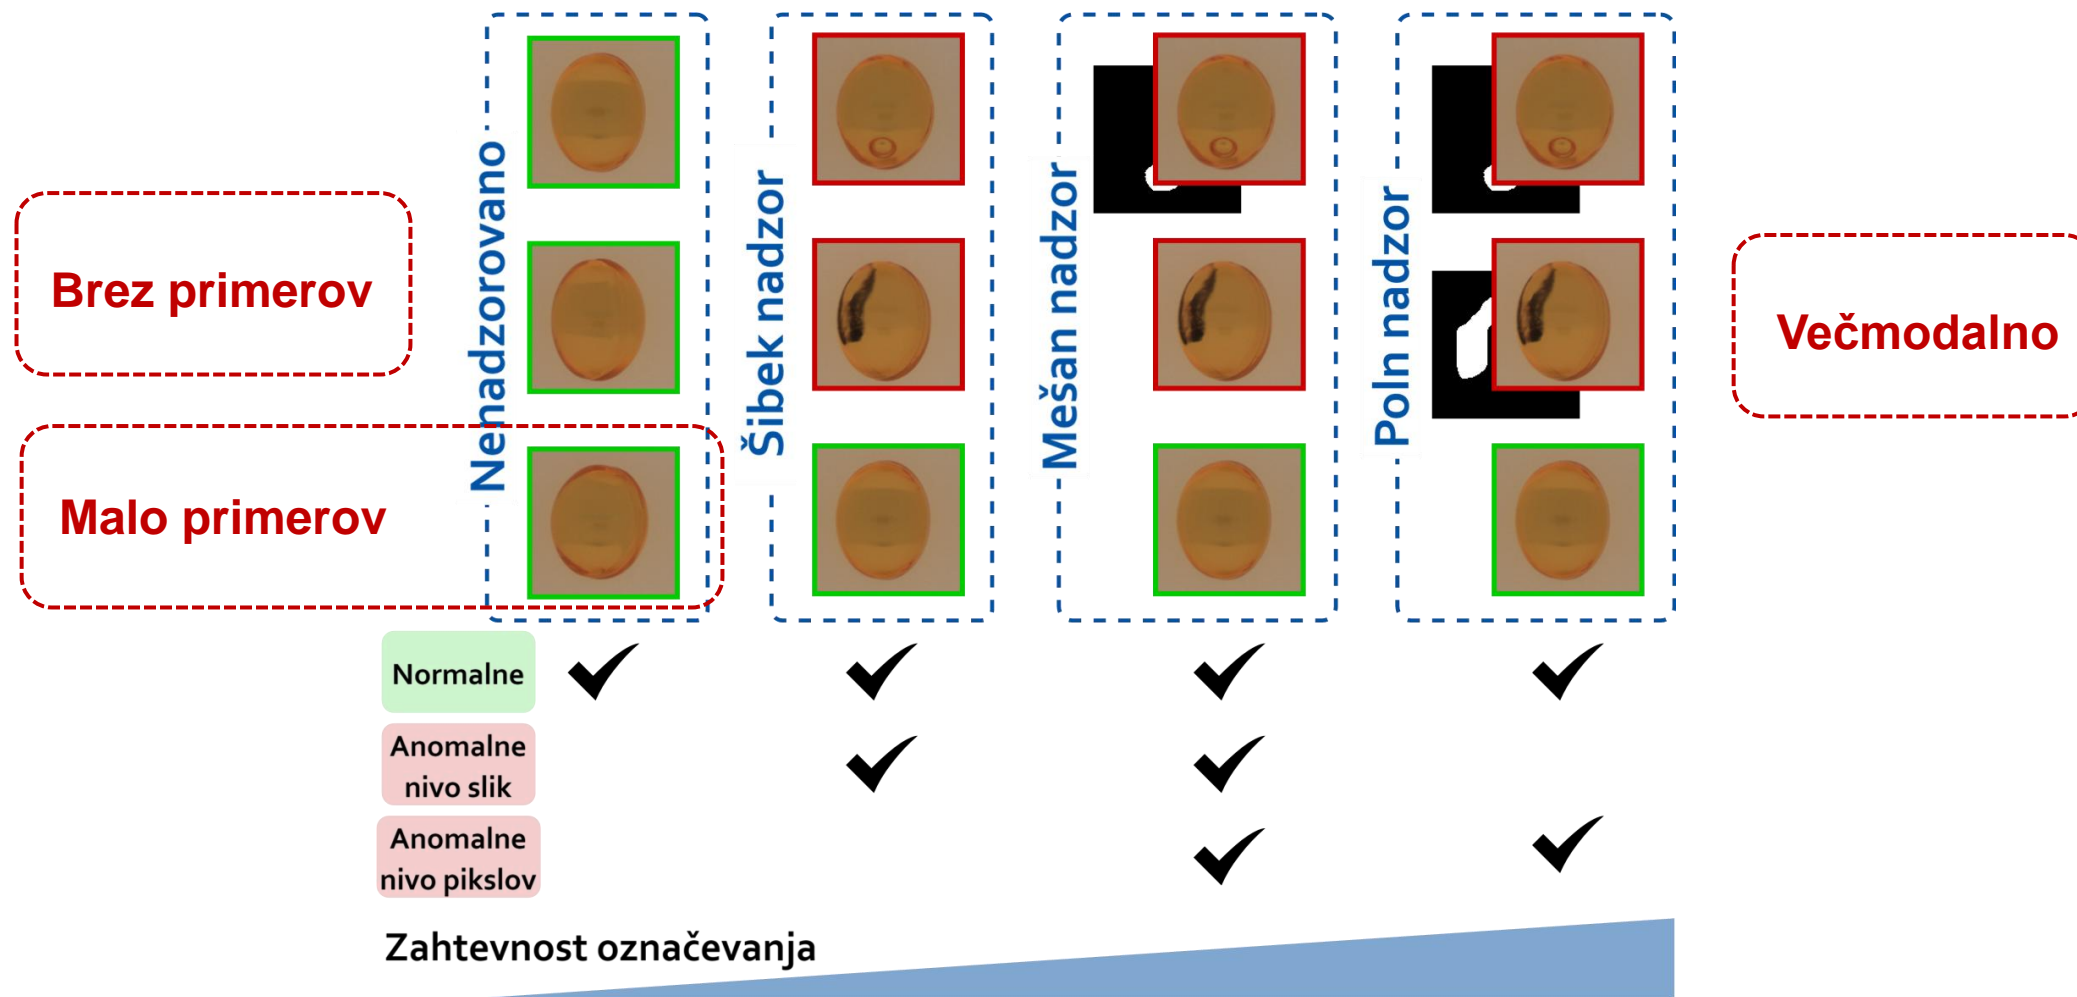 Brez primerov
Malo primerov
Nenadzorovano
Šibek nadzor
Mešan nadzor
Poln nadzor
Večmodalno
Normalne
Anomalne
nivo slik
Anomalne
nivo pikslov
Zahtevnost označevanja